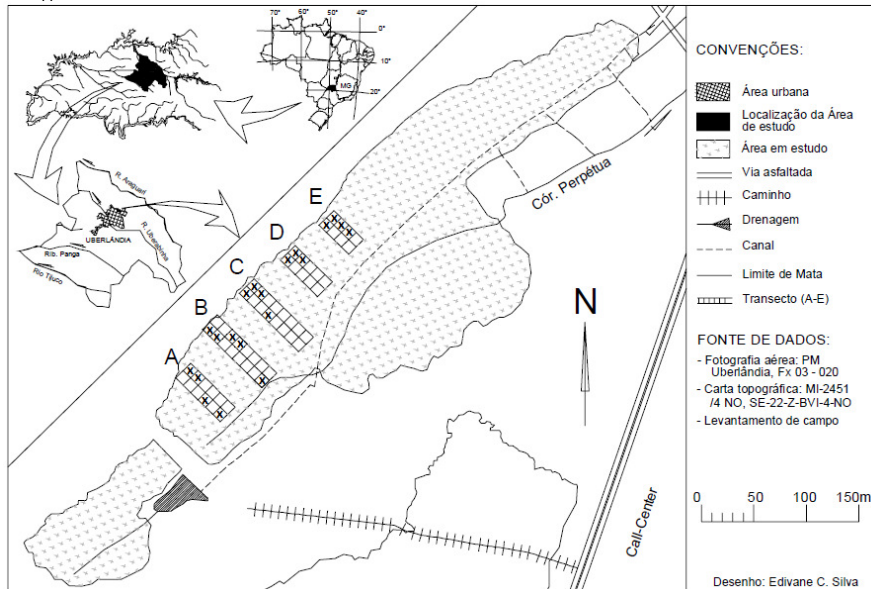 70° 60° 50° 40°
0°
10°
MG
20°
R. Araguari
UBERLÂNDIA
R. Uberabinha
Rib. Panga
Rio Tijuco
E
D
C
B
A
x x x x x
x x x x
x x x x
x x x x x
x x x x
Cór. Perpétua
N
Call-Center
CONVENÇÕES:
Área urbana
Localização da Área
de estudo
Área em estudo
Via asfaltada
Caminho
Drenagem
Canal
Limite de Mata
Transecto (A-E)
FONTE DE DADOS:
- Fotografia aérea: PM
Uberlândia, Fx 03 - 020
- Carta topográfica: MI-2451
/4 NO, SE-22-Z-BVI-4-NO
- Levantamento de campo
0 50 100 150m
Desenho: Edivane C. Silva